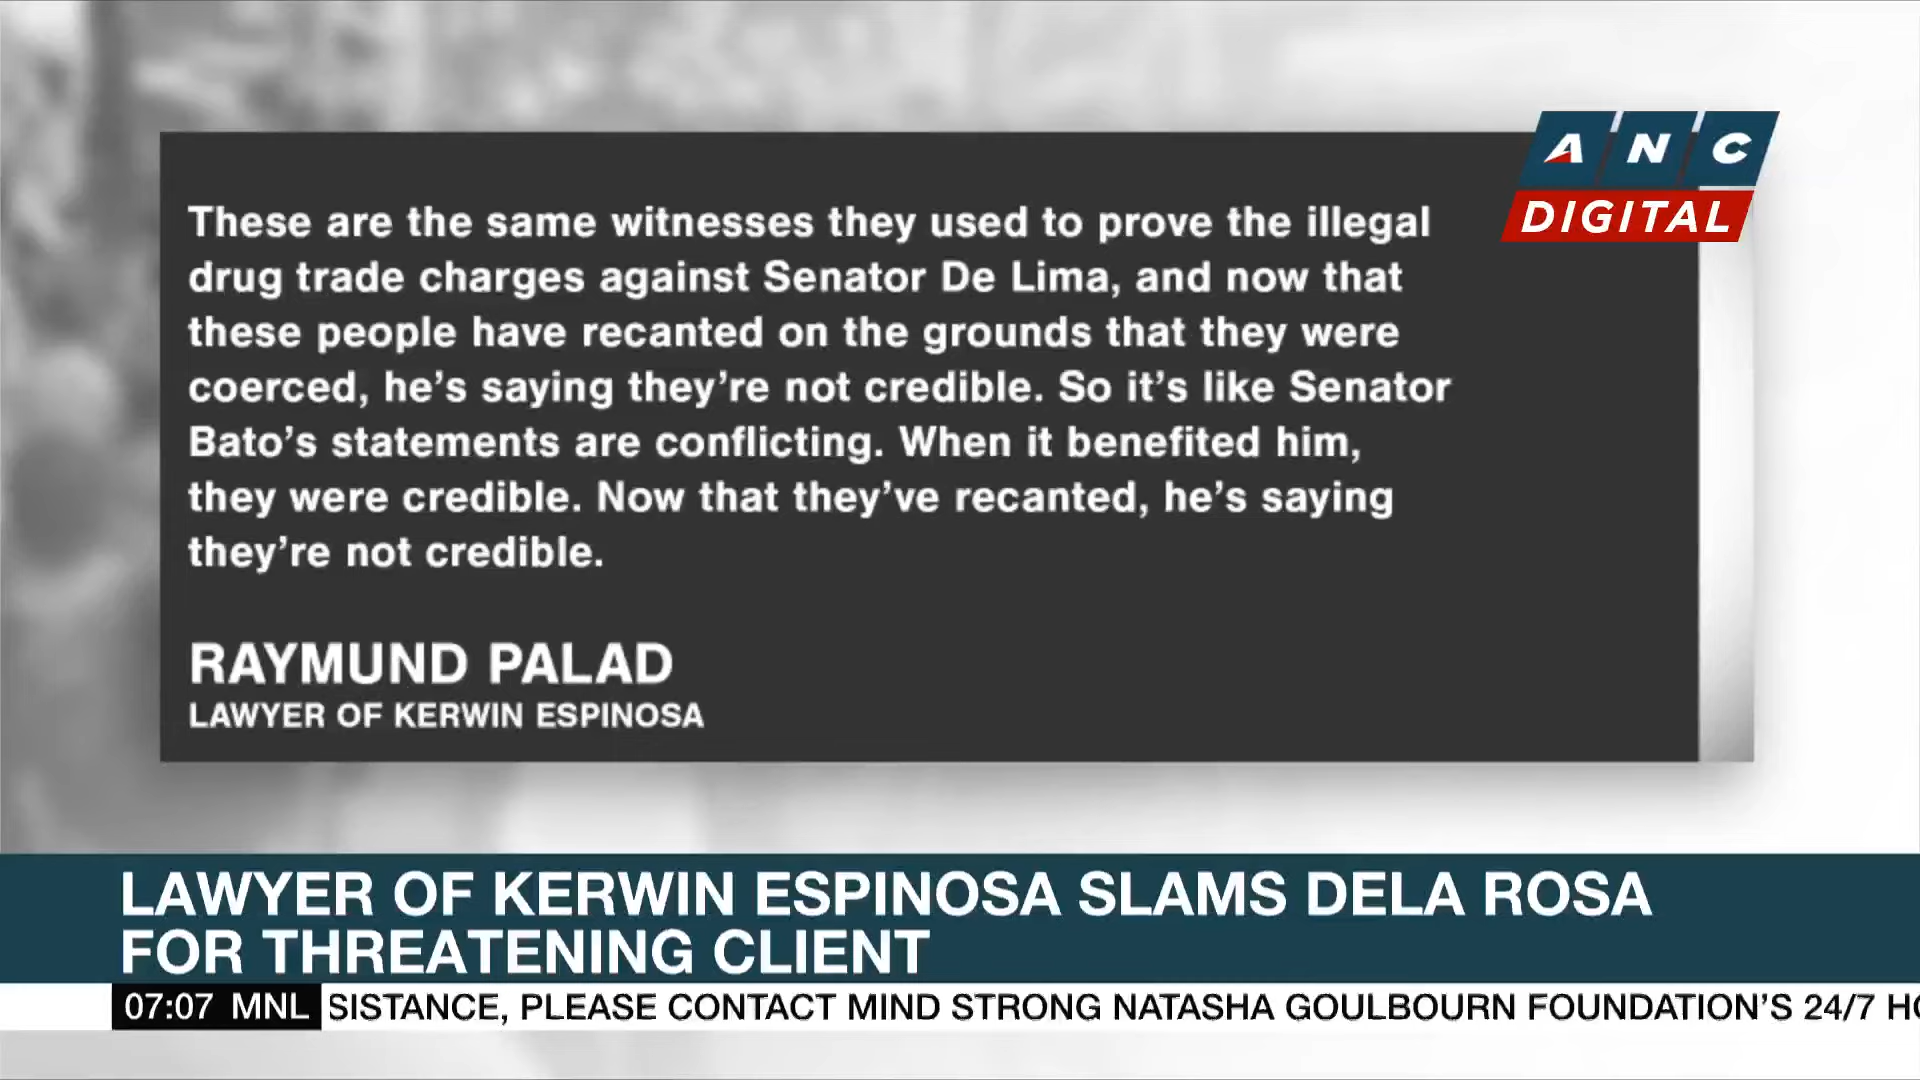 ANC
DIGITAL
These are the same witnesses they used to prove the illegal
drug trade charges against Senator De Lima, and now that
these people have recanted on the grounds that they were
coerced, he's saying they're not credible. So it's like Senator
Bato's statements are conflicting. When it benefited him,
they were credible. Now that they've recanted, he's saying
they're not credible.
RAYMUND PALAD
LAWYER OF KERWIN ESPINOSA
LAWYER OF KERWIN ESPINOSA SLAMS DELA ROSA
FOR THREATENING CLIENT
07:07 MNL SISTANCE, PLEASE CONTACT MIND STRONG NATASHA GOULBOURN FOUNDATION'S 24/7 HO